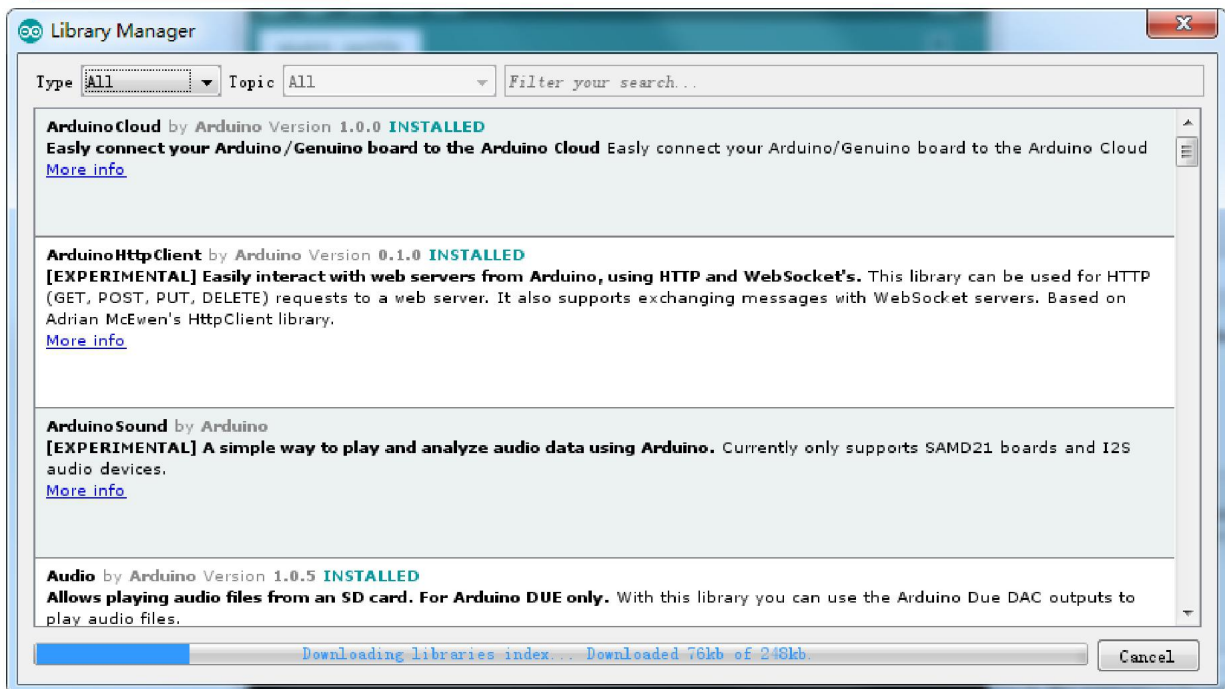 Library Manager
Type All Topic All Filter your search...
ArduinoCloud by Arduino Version 1.0.0 INSTALLED
Easly connect your Arduino/Genuino board to the Arduino Cloud Easly connect your Arduino/Genuino board to the Arduino Cloud
More info
ArduinoHttpClient by Arduino Version 0.1.0 INSTALLED
[EXPERIMENTAL] Easily interact with web servers from Arduino, using HTTP and WebSocket's. This library can be used for HTTP
(GET, POST, PUT, DELETE) requests to a web server. It also supports exchanging messages with WebSocket servers. Based on
Adrian McEwen's HttpClient library.
More info
ArduinoSound by Arduino
[EXPERIMENTAL] A simple way to play and analyze audio data using Arduino. Currently only supports SAMD21 boards and I2S
audio devices.
More info
Audio by Arduino Version 1.0.5 INSTALLED
Allows playing audio files from an SD card. For Arduino DUE only. With this library you can use the Arduino Due DAC outputs to
play audio files.
Downloading libraries index... Downloaded 76kb of 248kb.
Cancel